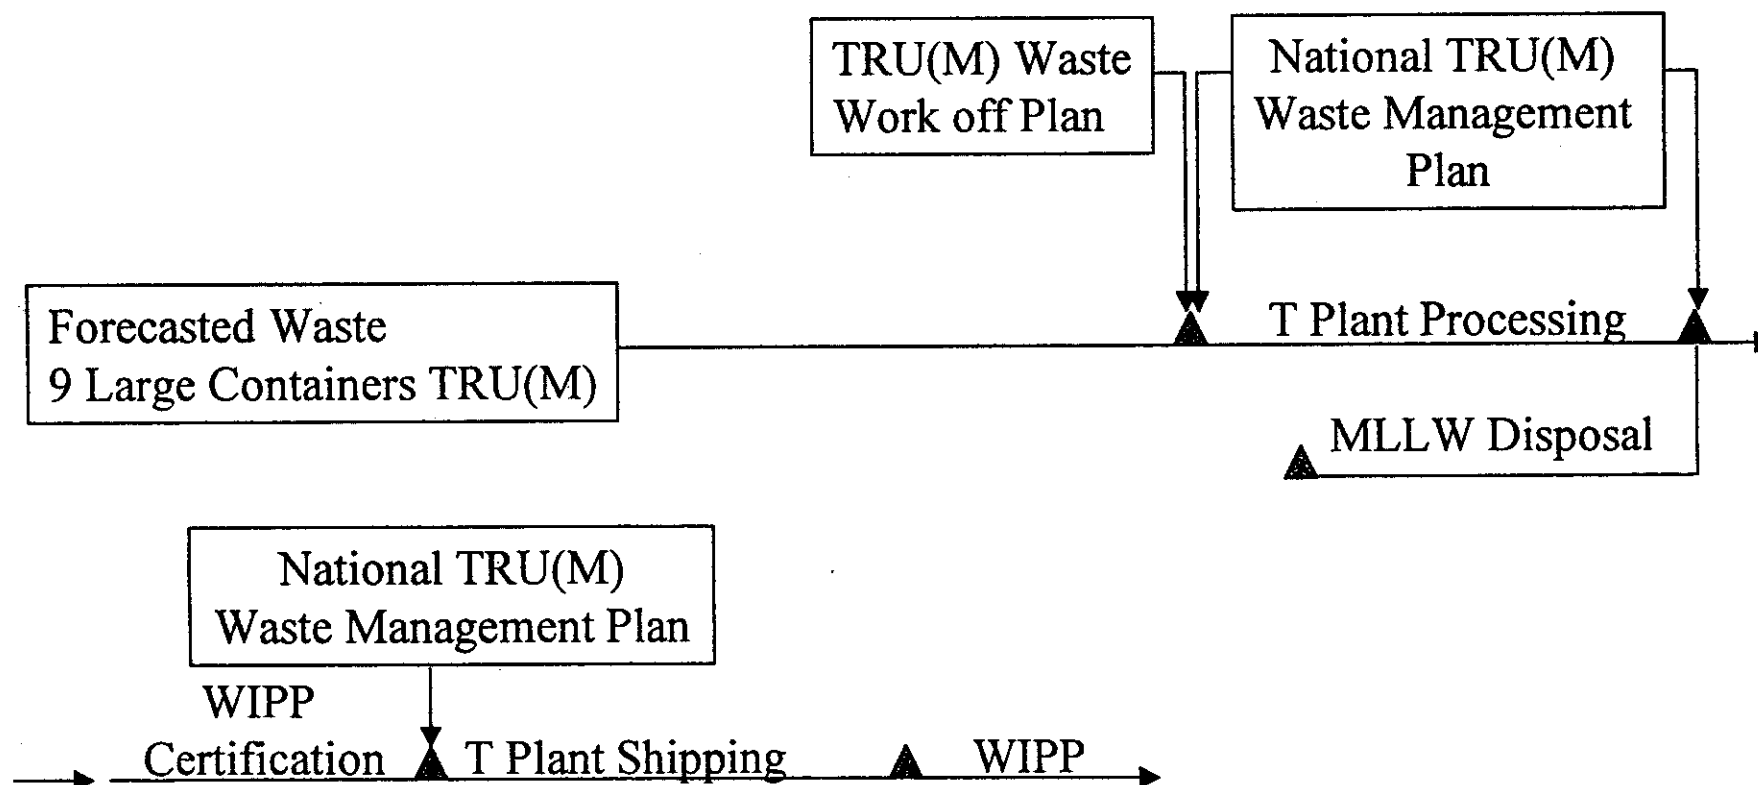 TRU(M) Waste
Work off Plan
National TRU(M)
Waste Management
Plan
Forecasted Waste
9 Large Containers TRU(M)
T Plant Processing
MLLW Disposal
National TRU(M)
Waste Management Plan
WIPP
Certification
T Plant Shipping
WIPP